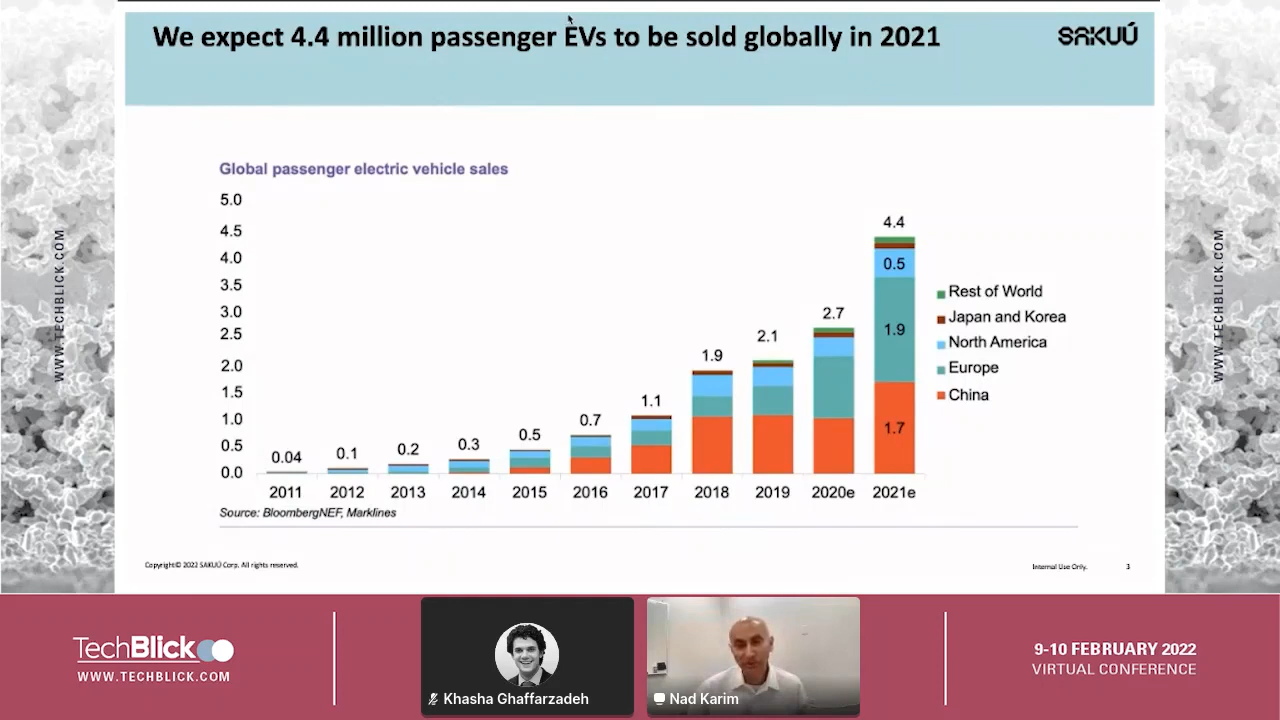 We expect 4.4 million passenger EVs to be sold globally in 2021
SAKUÚ
Global passenger electric vehicle sales
5.0
4.5
4.0
3.5
3.0
2.5
2.0
1.5
1.0
0.5
0.0
0.04
0.1
0.2
0.3
0.5
0.7
1.1
1.9
2.1
2.7
4.4
0.5
1.9
1.7
2011 2012 2013 2014 2015 2016 2017 2018 2019 2020e 2021e
Rest of World
Japan and Korea
North America
Europe
China
Source: BloombergNEF, Marklines
Copyright© 2022 SAKUÚ Corp. All rights reserved.
Internal Use Only.
3
WWW.TECHBLICK.COM
WWW.TECHBLICK.COM
TechBlick
WWW.TECHBLICK.COM
Khasha Ghaffarzadeh
Nad Karim
9-10 FEBRUARY 2022
VIRTUAL CONFERENCE